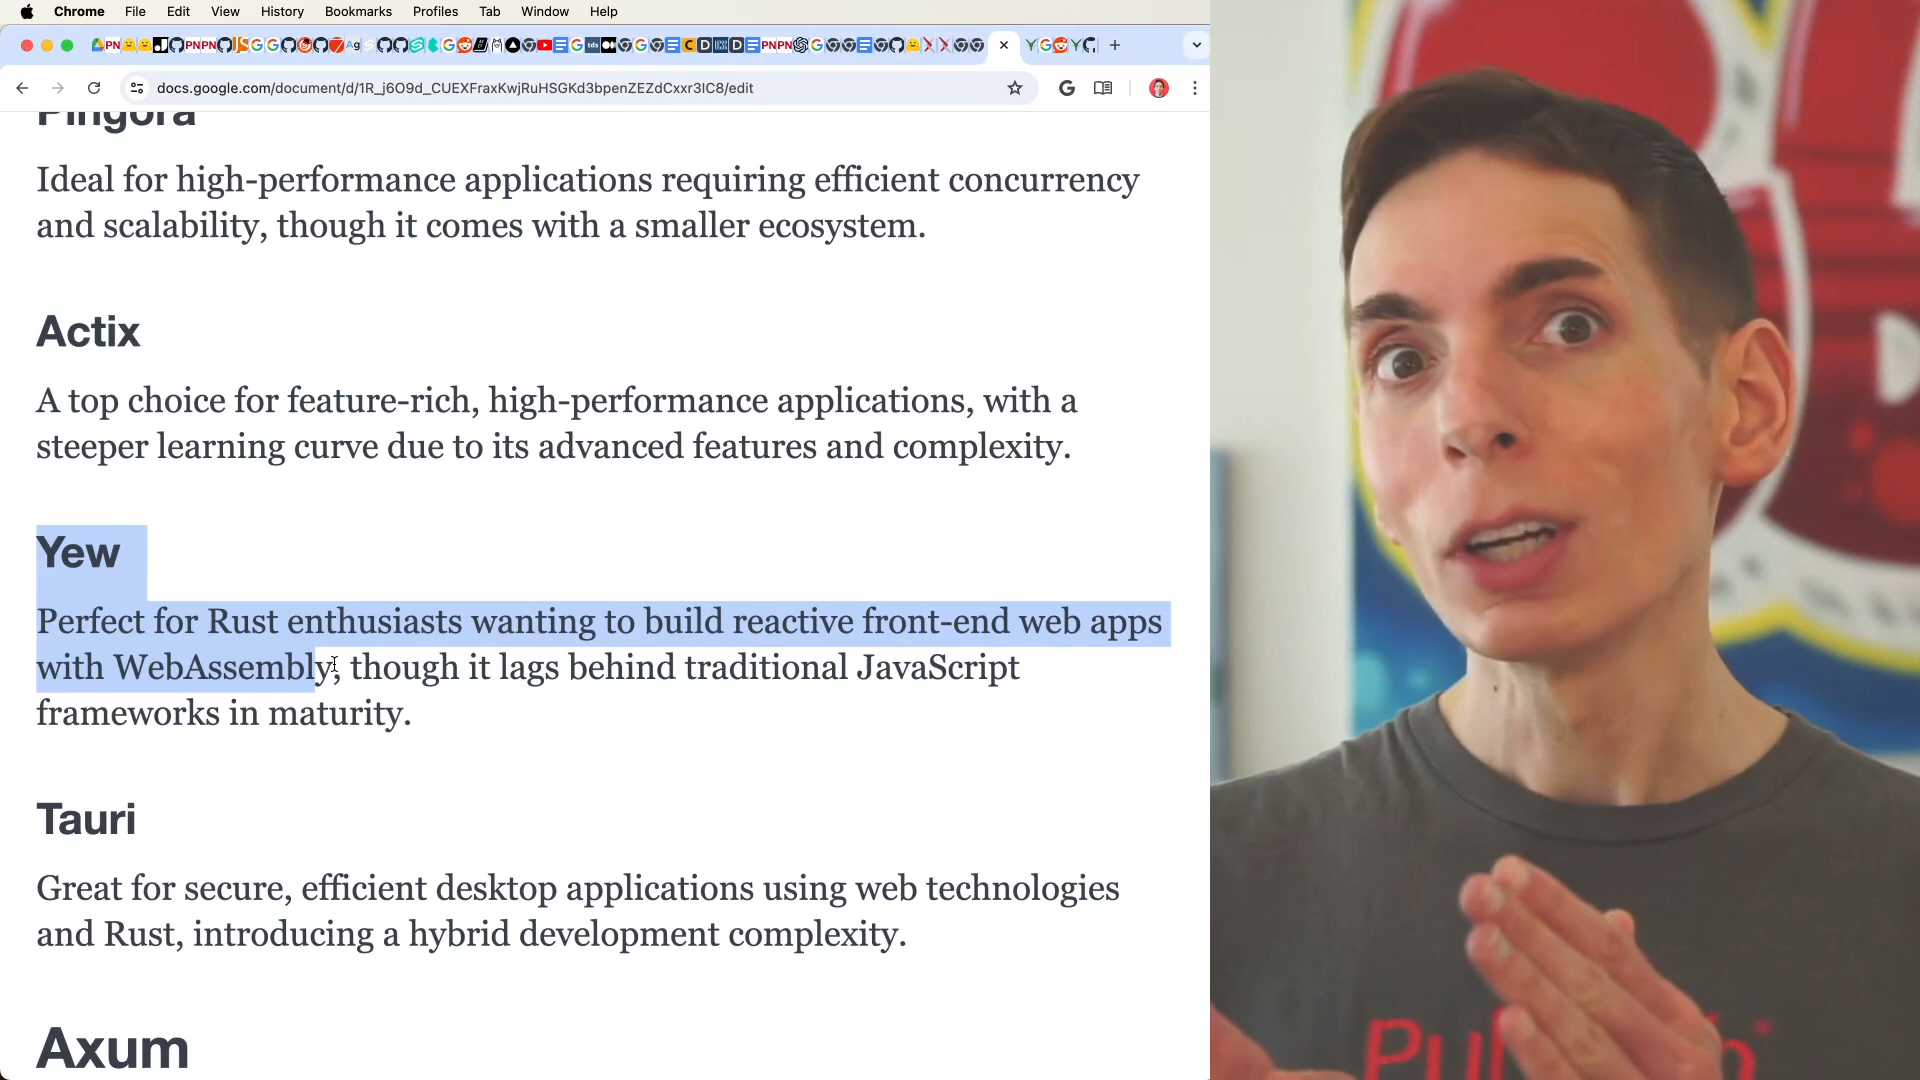 Chrome File Edit View History Bookmarks Profiles Tab Window Help
docs.google.com/document/d/1R_j6O9d_CUEXFraxKwjRuHSGKd3bpenZEZdCxxr3lC8/edit
Pingora
Ideal for high-performance applications requiring efficient concurrency
and scalability, though it comes with a smaller ecosystem.
Actix
A top choice for feature-rich, high-performance applications, with a
steeper learning curve due to its advanced features and complexity.
Yew
Perfect for Rust enthusiasts wanting to build reactive front-end web apps
with WebAssembly, though it lags behind traditional JavaScript
frameworks in maturity.
Tauri
Great for secure, efficient desktop applications using web technologies
and Rust, introducing a hybrid development complexity.
Axum